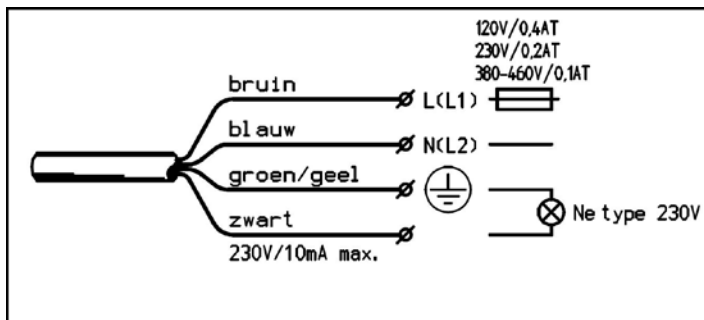 120V/0,4AT
230V/0,2AT
380-460V/0,1AT
bruin
L(L1)
blauw
N(L2)
groen/geel
zwart
Ne type 230V
230V/10mA max.